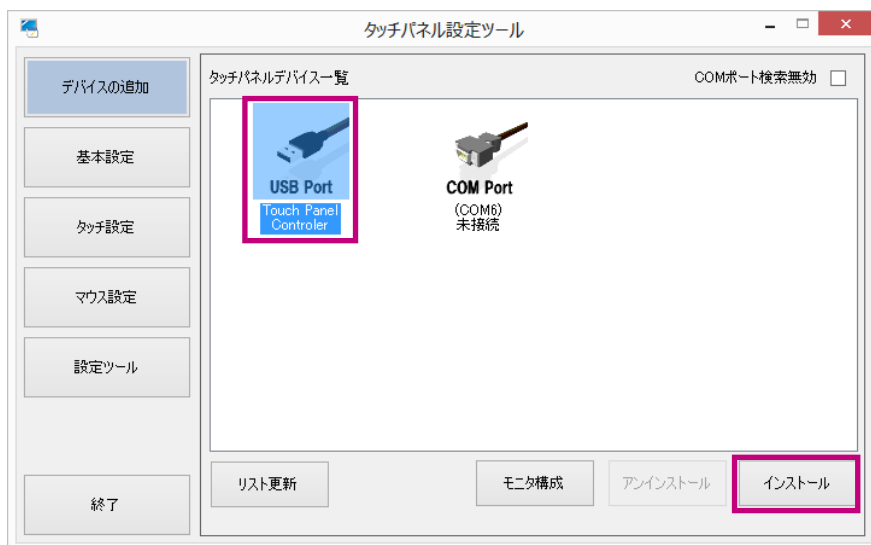 タッチパネル設定ツール
デバイスの追加
基本設定
タッチ設定
マウス設定
設定ツール
終了
タッチパネルデバイス一覧
COMポート検索無効
USB Port
Touch Panel
Controler
COM Port
(COM6)
未接続
リスト更新
モニタ構成
アンインストール
インストール